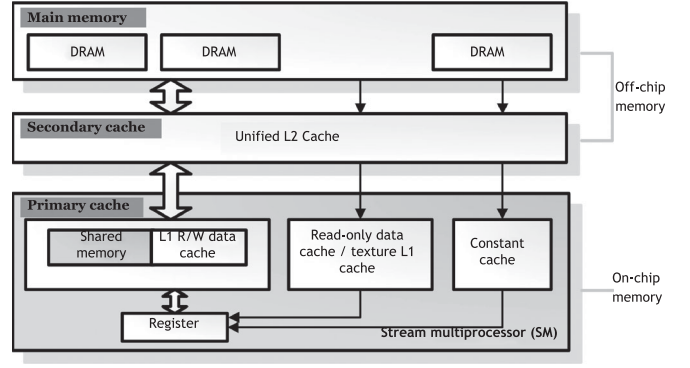 Main memory
DRAM
DRAM
DRAM
Off-chip
memory
Secondary cache
Unified L2 Cache
Primary cache
Shared
memory
L1 R/W data
cache
Read-only data
cache / texture L1
cache
Constant
cache
On-chip
memory
Register
Stream multiprocessor (SM)